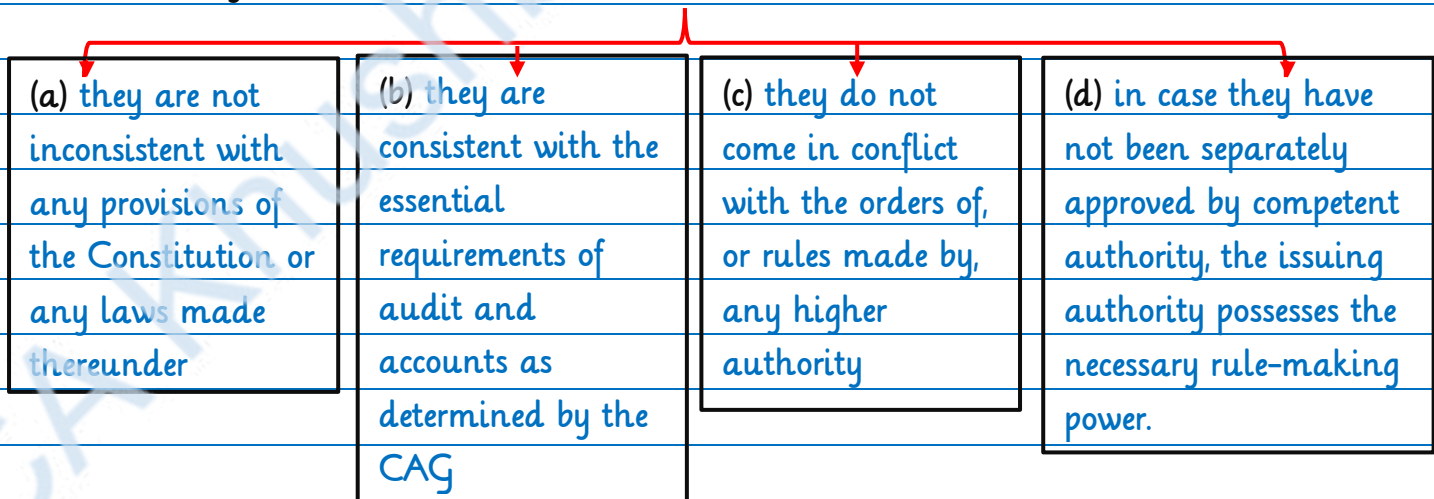 (a) they are not
inconsistent with
any provisions of
the Constitution or
any laws made
thereunder
(b) they are
consistent with the
essential
requirements of
audit and
accounts as
determined by the
CAG
(c) they do not
come in conflict
with the orders of,
or rules made by,
any higher
authority
(d) in case they have
not been separately
approved by competent
authority, the issuing
authority possesses the
necessary rule-making
power.
CA Khushi